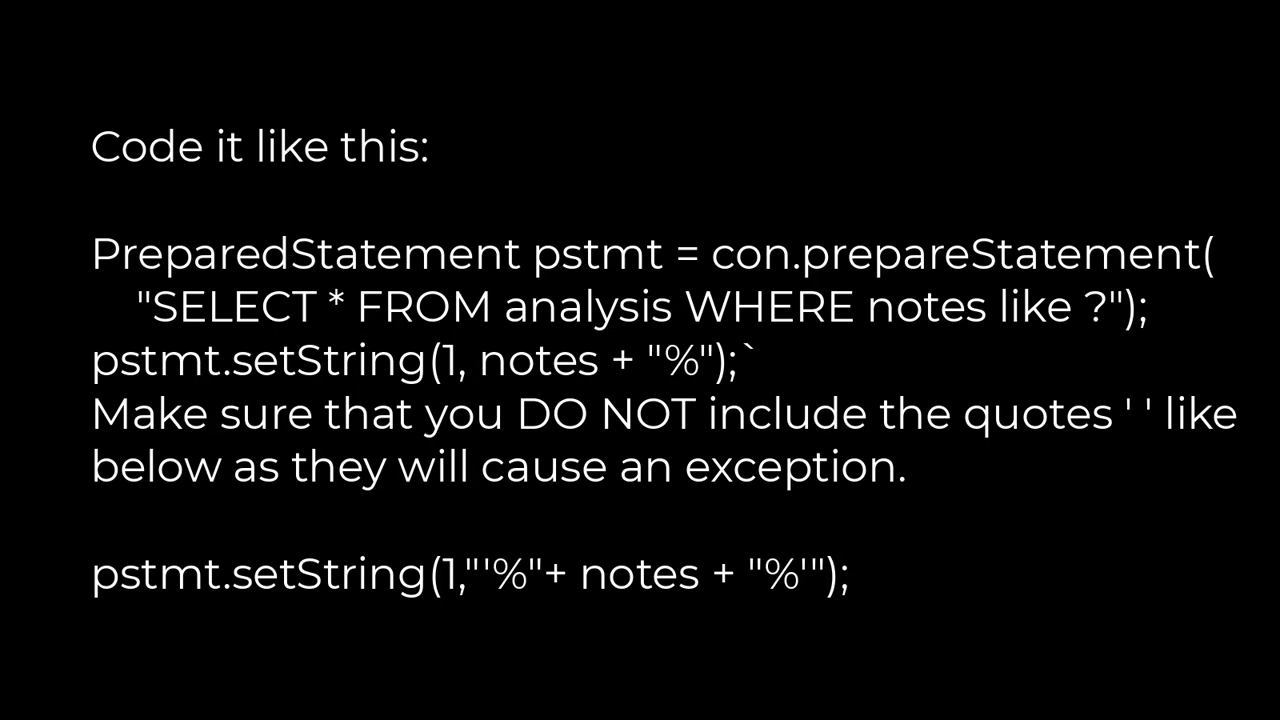 Code it like this:
PreparedStatement pstmt = con.prepareStatement(
"SELECT * FROM analysis WHERE notes like ?");
pstmt.setString(1, notes + "%");`
Make sure that you DO NOT include the quotes ' ' like
below as they will cause an exception.
pstmt.setString(1,"'%"+ notes + "%'");